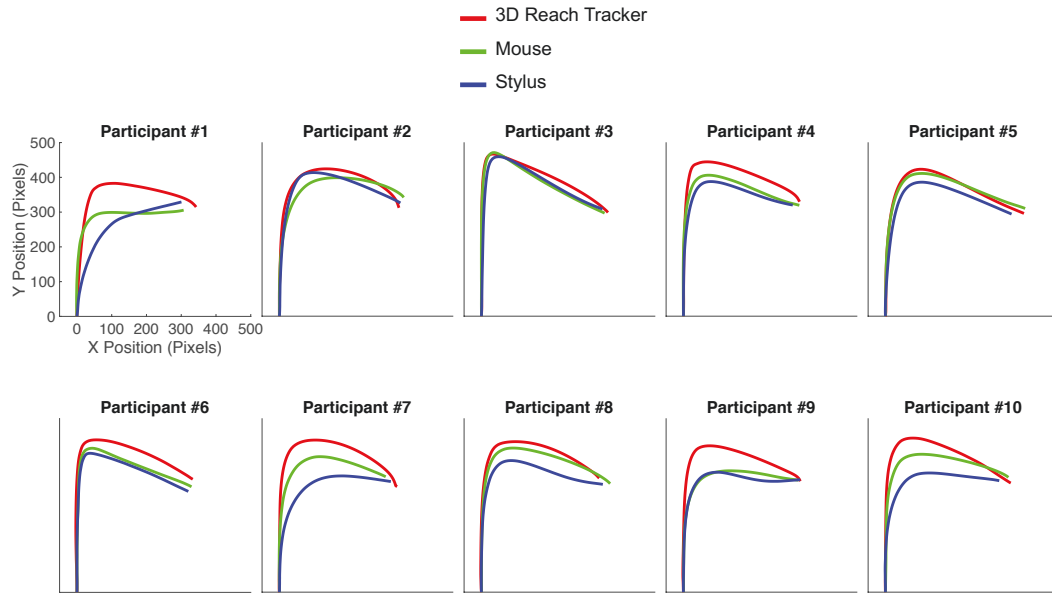 3D Reach Tracker
Mouse
Stylus
Participant #1
Participant #2
Participant #3
Participant #4
Participant #5
500
400
300
200
100
0
Y Position (Pixels)
0 100 200 300 400 500
X Position (Pixels)
Participant #6
Participant #7
Participant #8
Participant #9
Participant #10